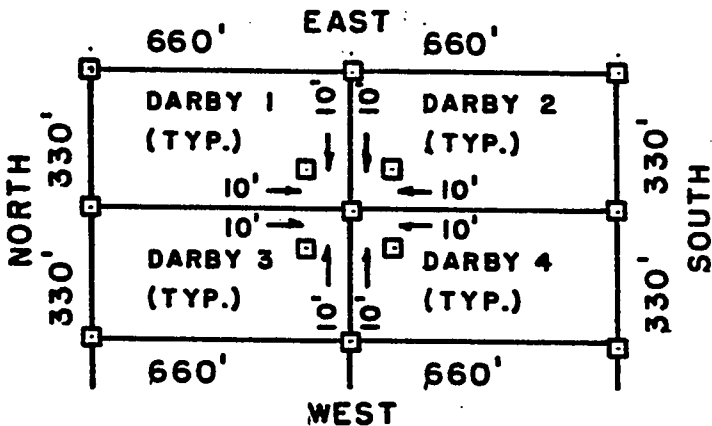 EAST
660' 660'
DARBY 1 10' 10' DARBY 2
(TYP.) (TYP.)
330' 330'
10' 10'
NORTH SOUTH
10' 10'
DARBY 3 DARBY 4
(TYP.) (TYP.)
330' 10' 10' 330'
660' 660'
WEST